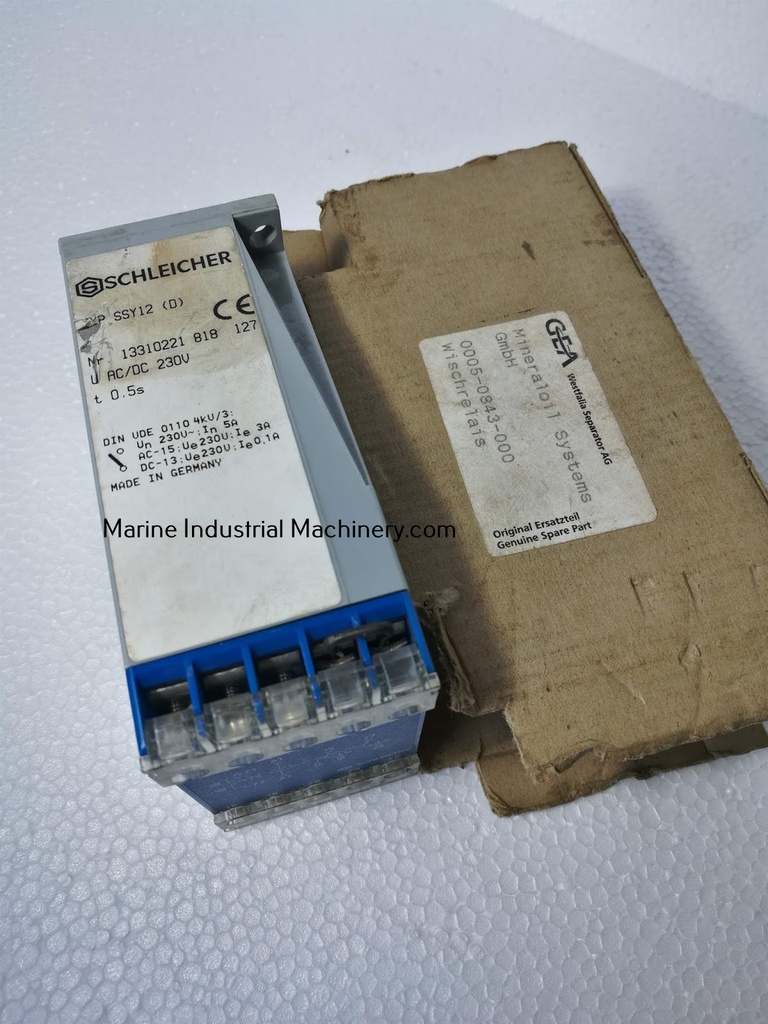 SCHLEICHER
TYP SSY12 (D)
CE
Nr. 13310221 818 127
U AC/DC 230V
t 0.5s
DIN VDE 0110 4kV/3:
Un 230V~:In 5A
AC-15:Ue230V:Ie 3A
DC-13:Ue230V:Ie0.1A
MADE IN GERMANY
GEA Westfalia Separator AG
Mineraloil Systems
GmbH
0005-0843-000
Wischrelais
Original Ersatzteil
Genuine Spare Part
Marine Industrial Machinery.com